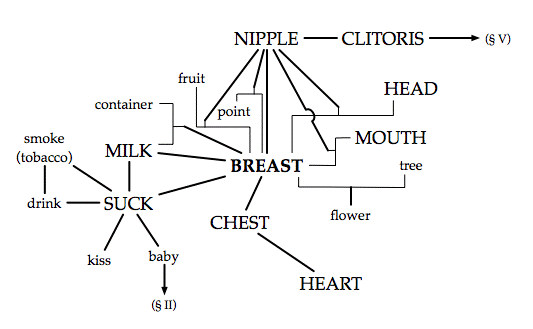 NIPPLE CLITORIS (§ V)
fruit
HEAD
container
point
smoke
(tobacco)
MOUTH
MILK
BREAST
tree
drink
SUCK
CHEST
flower
kiss
baby
HEART
(§ II)